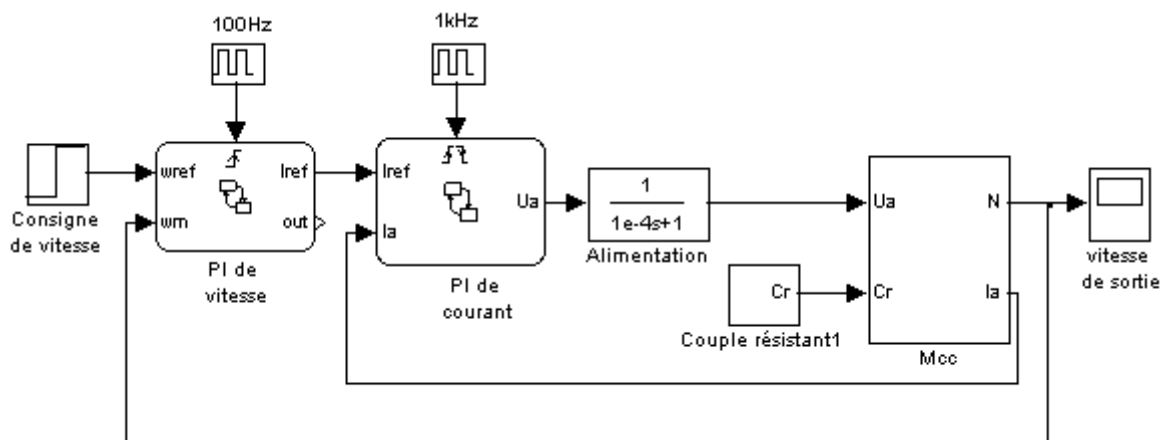 100Hz
1kHz
wref
Iref
wm
out
Consigne
de vitesse
PI de
vitesse
Iref
Ua
Ia
PI de
courant
1
1e-4s+1
Alimentation
Cr
Couple résistant1
Ua
N
Cr
Ia
Mcc
vitesse
de sortie